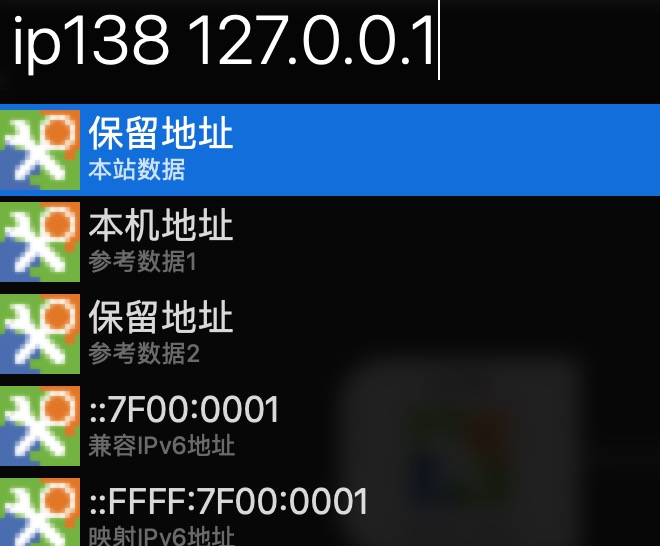 ip138 127.0.0.1
保留地址
本站数据
本机地址
参考数据1
保留地址
参考数据2
::7F00:0001
兼容IPv6地址
::FFFF:7F00:0001
映射IPv6地址